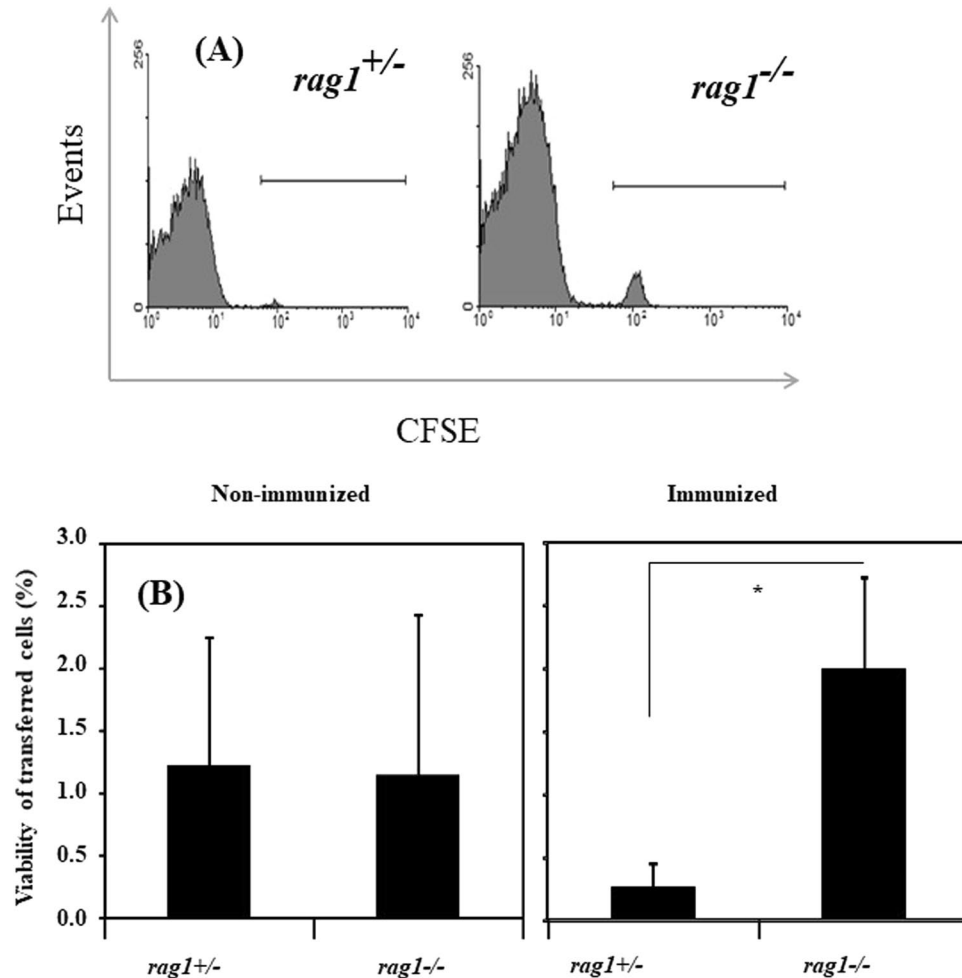 (A)
rag1+/-
rag1-/-
Events
256
0
10⁰ 10¹ 10² 10³ 10⁴
256
0
10⁰ 10¹ 10² 10³ 10⁴
CFSE
Non-immunized
Immunized
Viability of transferred cells (%)
3.0
2.5
2.0
1.5
1.0
0.5
0.0
(B)
*
rag1+/-
rag1-/-
rag1+/-
rag1-/-